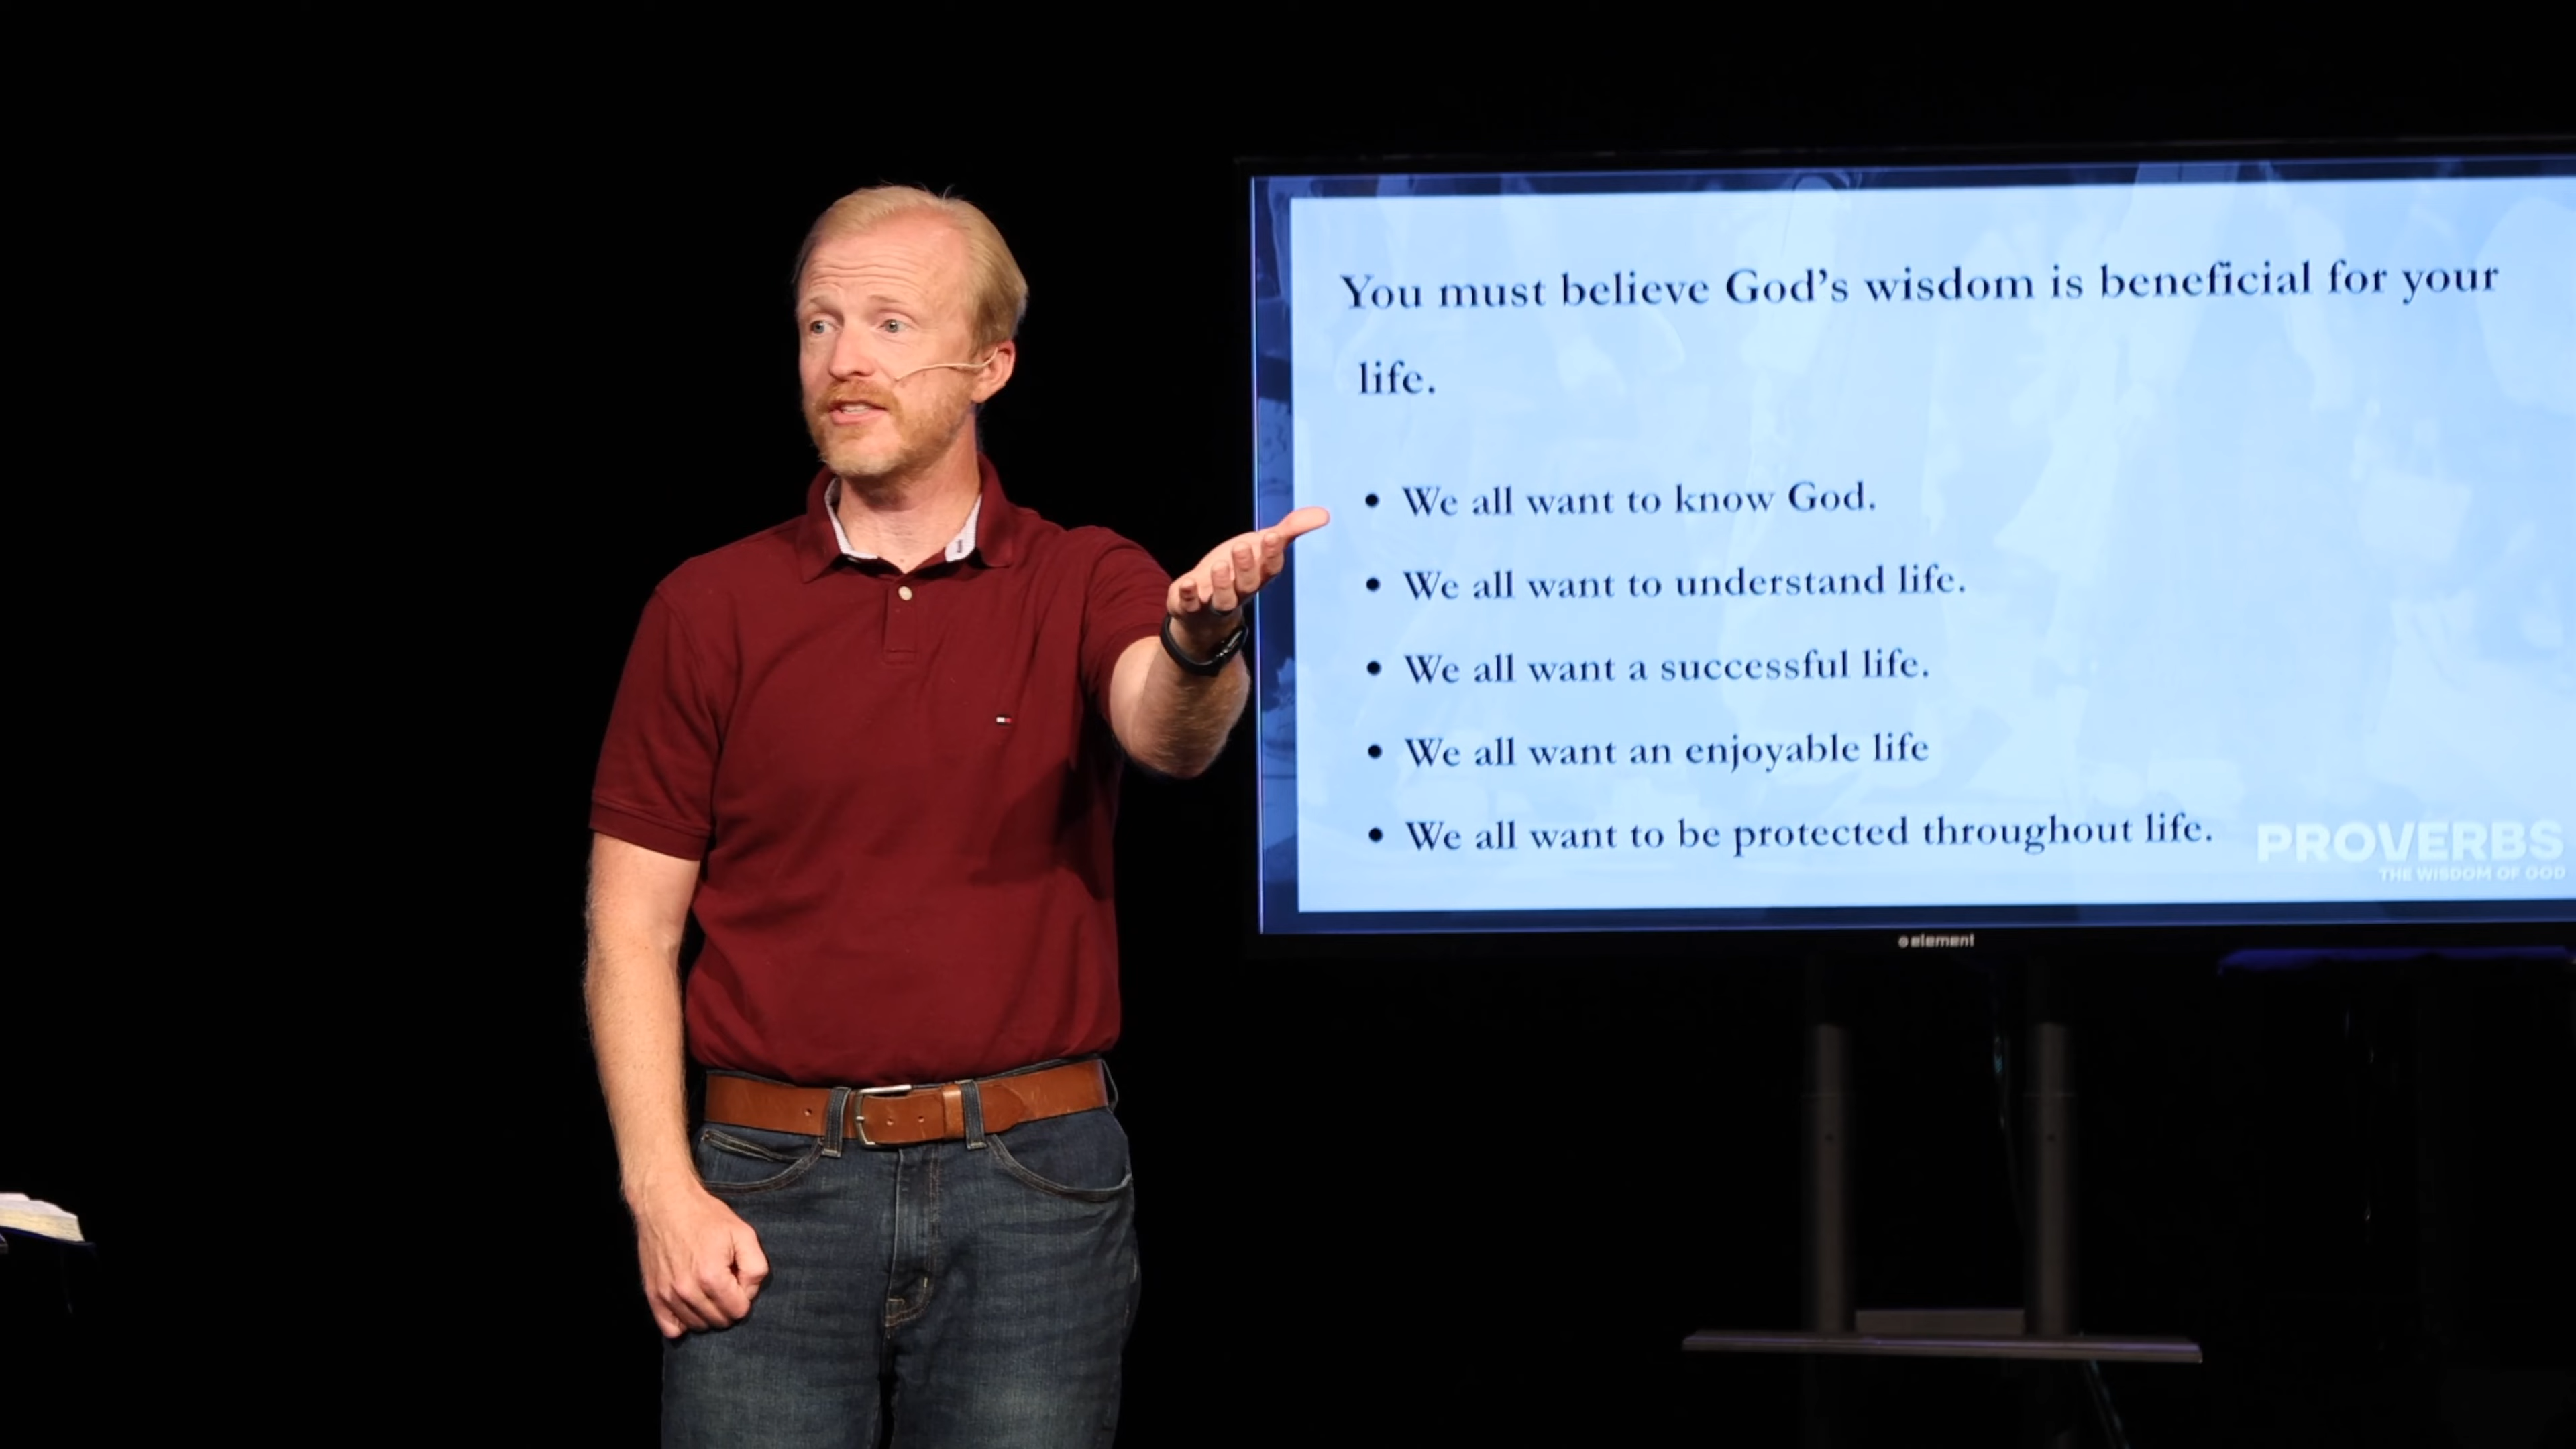 You must believe God's wisdom is beneficial for your
life.
• We all want to know God.
• We all want to understand life.
• We all want a successful life.
• We all want an enjoyable life
• We all want to be protected throughout life.
PROVERBS
THE WISDOM OF GOD
element